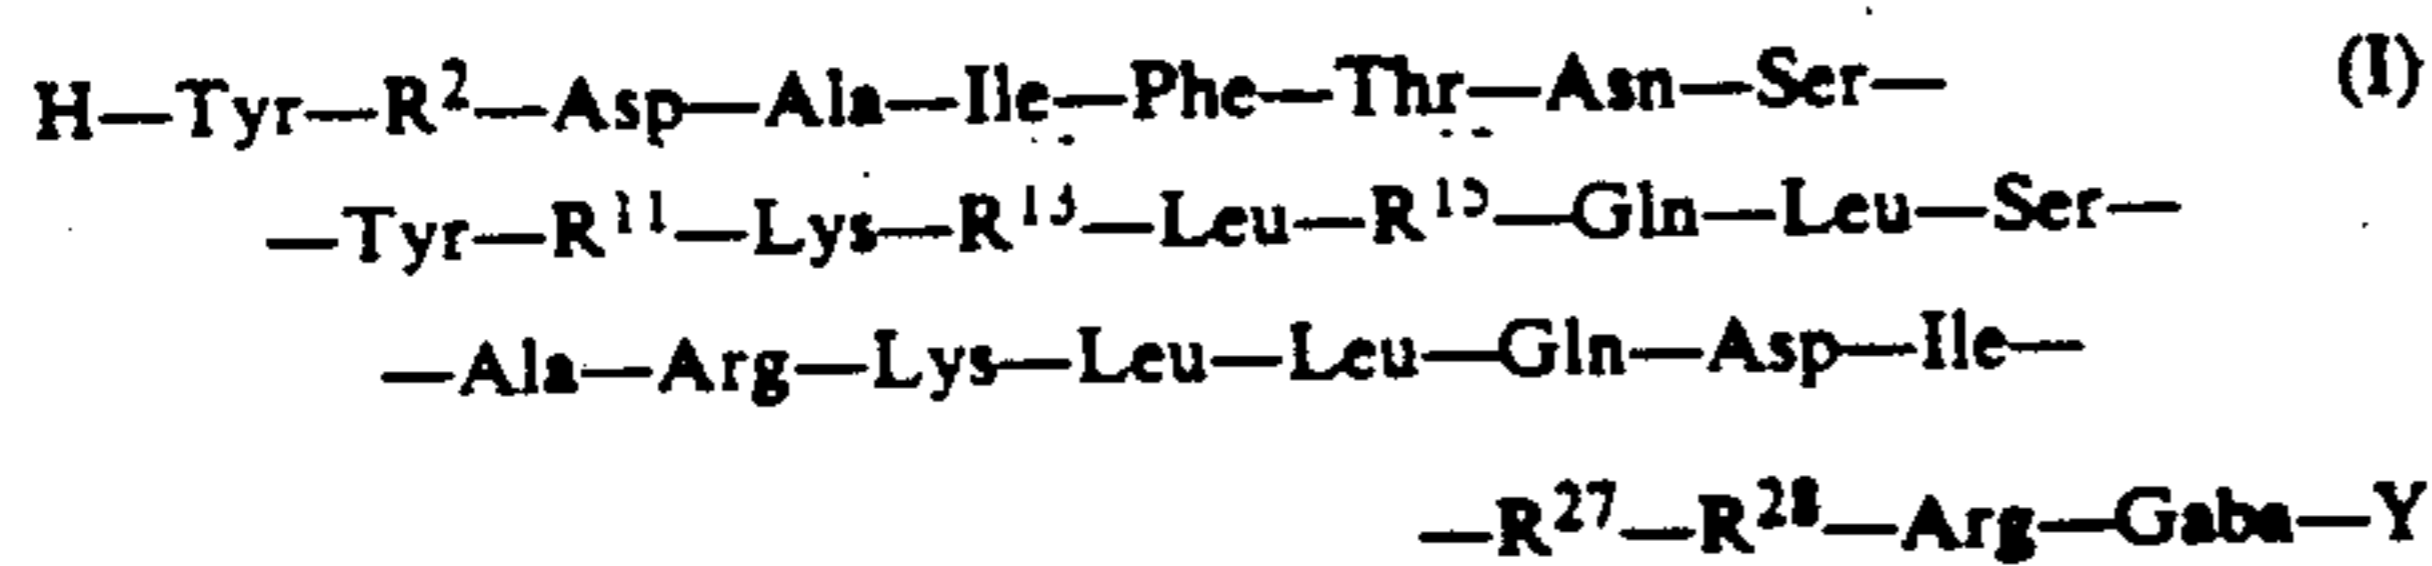 H—Tyr—R²—Asp—Ala—Ile—Phe—Thr—Asn—Ser— (I)
—Tyr—R¹¹—Lys—R¹³—Leu—R¹⁵—Gln—Leu—Ser—
—Ala—Arg—Lys—Leu—Leu—Gln—Asp—Ile—
—R²⁷—R²⁸—Arg—Gaba—Y